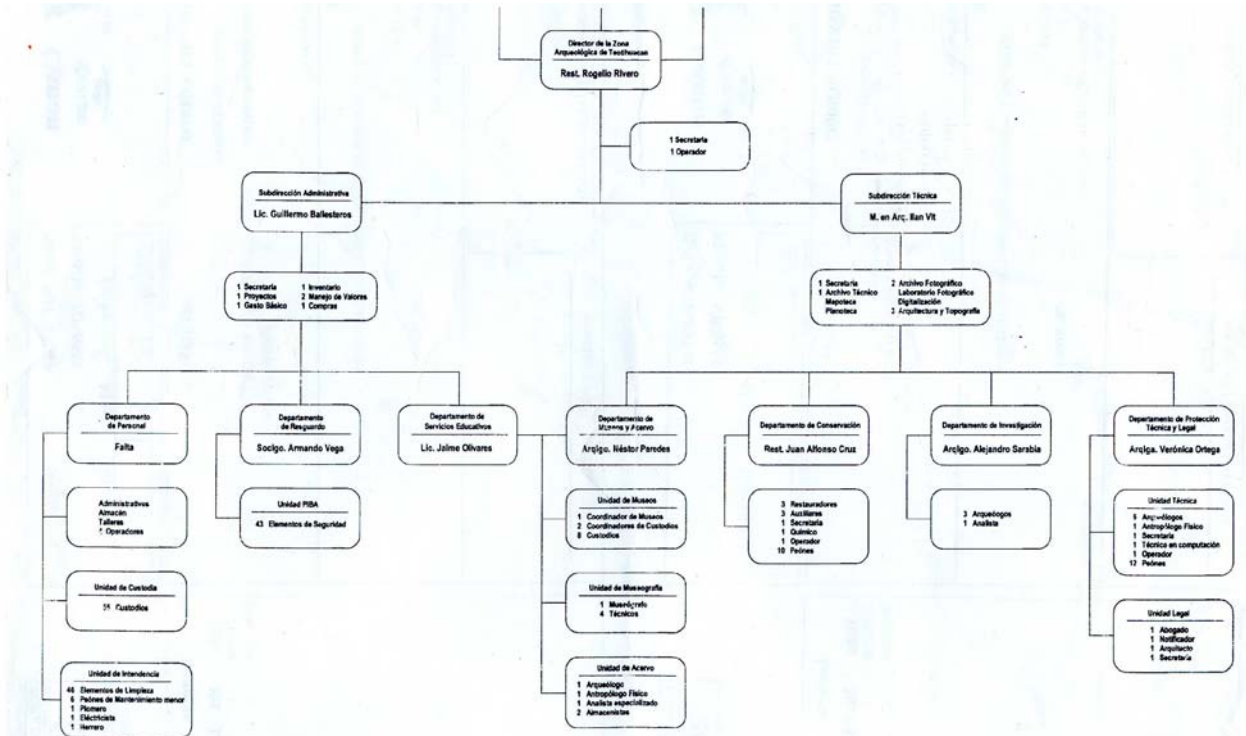 Director de la Zona
Arqueológica de Teotihuacan
Rest. Rogelio Rivero
1 Secretaria
1 Operador
Subdirección Administrativa
Lic. Guillermo Ballesteros
Subdirección Técnica
M. en Arq. Ilan Vit
1 Secretaria
1 Proyectos
1 Gasto Básico
1 Inventario
2 Manejo de Valores
1 Compras
1 Secretaria
1 Archivo Técnico
Mapoteca
Planoteca
2 Archivo Fotográfico
Laboratorio Fotográfico
Digitalización
3 Arquitectura y Topografía
Departamento
de Personal
Falta
Departamento
de Resguardo
Soclgo. Armando Vega
Departamento de
Servicios Educativos
Lic. Jaime Olivares
Departamento de
Museos y Acervo
Arqlgo. Néstor Paredes
Departamento de Conservación
Rest. Juan Alfonso Cruz
Departamento de Investigación
Arqlgo. Alejandro Sarabia
Departamento de Protección
Técnica y Legal
Arqlga. Verónica Ortega
Administrativos
Almacén
Talleres
Operadores
Unidad de Custodia
Custodios
Unidad de Intendencia
46 Elementos de Limpieza
6 Peónes de Mantenimiento menor
1 Plomero
1 Eléctricista
1 Herrero
Unidad PIBA
43 Elementos de Seguridad
Unidad de Museos
1 Coordinador de Museos
2 Coordinadores de Custodios
8 Custodios
Unidad de Museografía
1 Museógrafo
4 Técnicos
Unidad de Acervo
1 Arqueólogo
1 Antropólogo Físico
1 Analista especializado
2 Almacenistas
3 Restauradores
3 Auxiliares
1 Secretaria
1 Químico
1 Operador
10 Peónes
3 Arqueólogos
1 Analista
Unidad Técnica
Arqueólogos
1 Antropólogo Físico
1 Secretaria
1 Técnico en computación
1 Operador
12 Peónes
Unidad Legal
1 Abogado
1 Notificador
1 Arquitecto
1 Secretaria